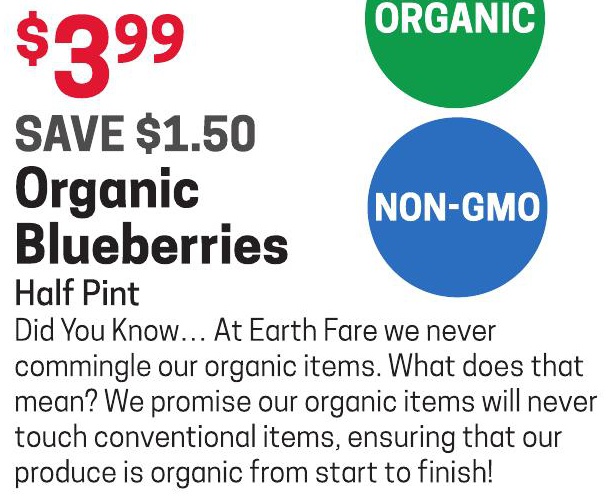 $3.99
ORGANIC
SAVE $1.50
NON-GMO
Organic
Blueberries
Half Pint
Did You Know... At Earth Fare we never
commingle our organic items. What does that
mean? We promise our organic items will never
touch conventional items, ensuring that our
produce is organic from start to finish!